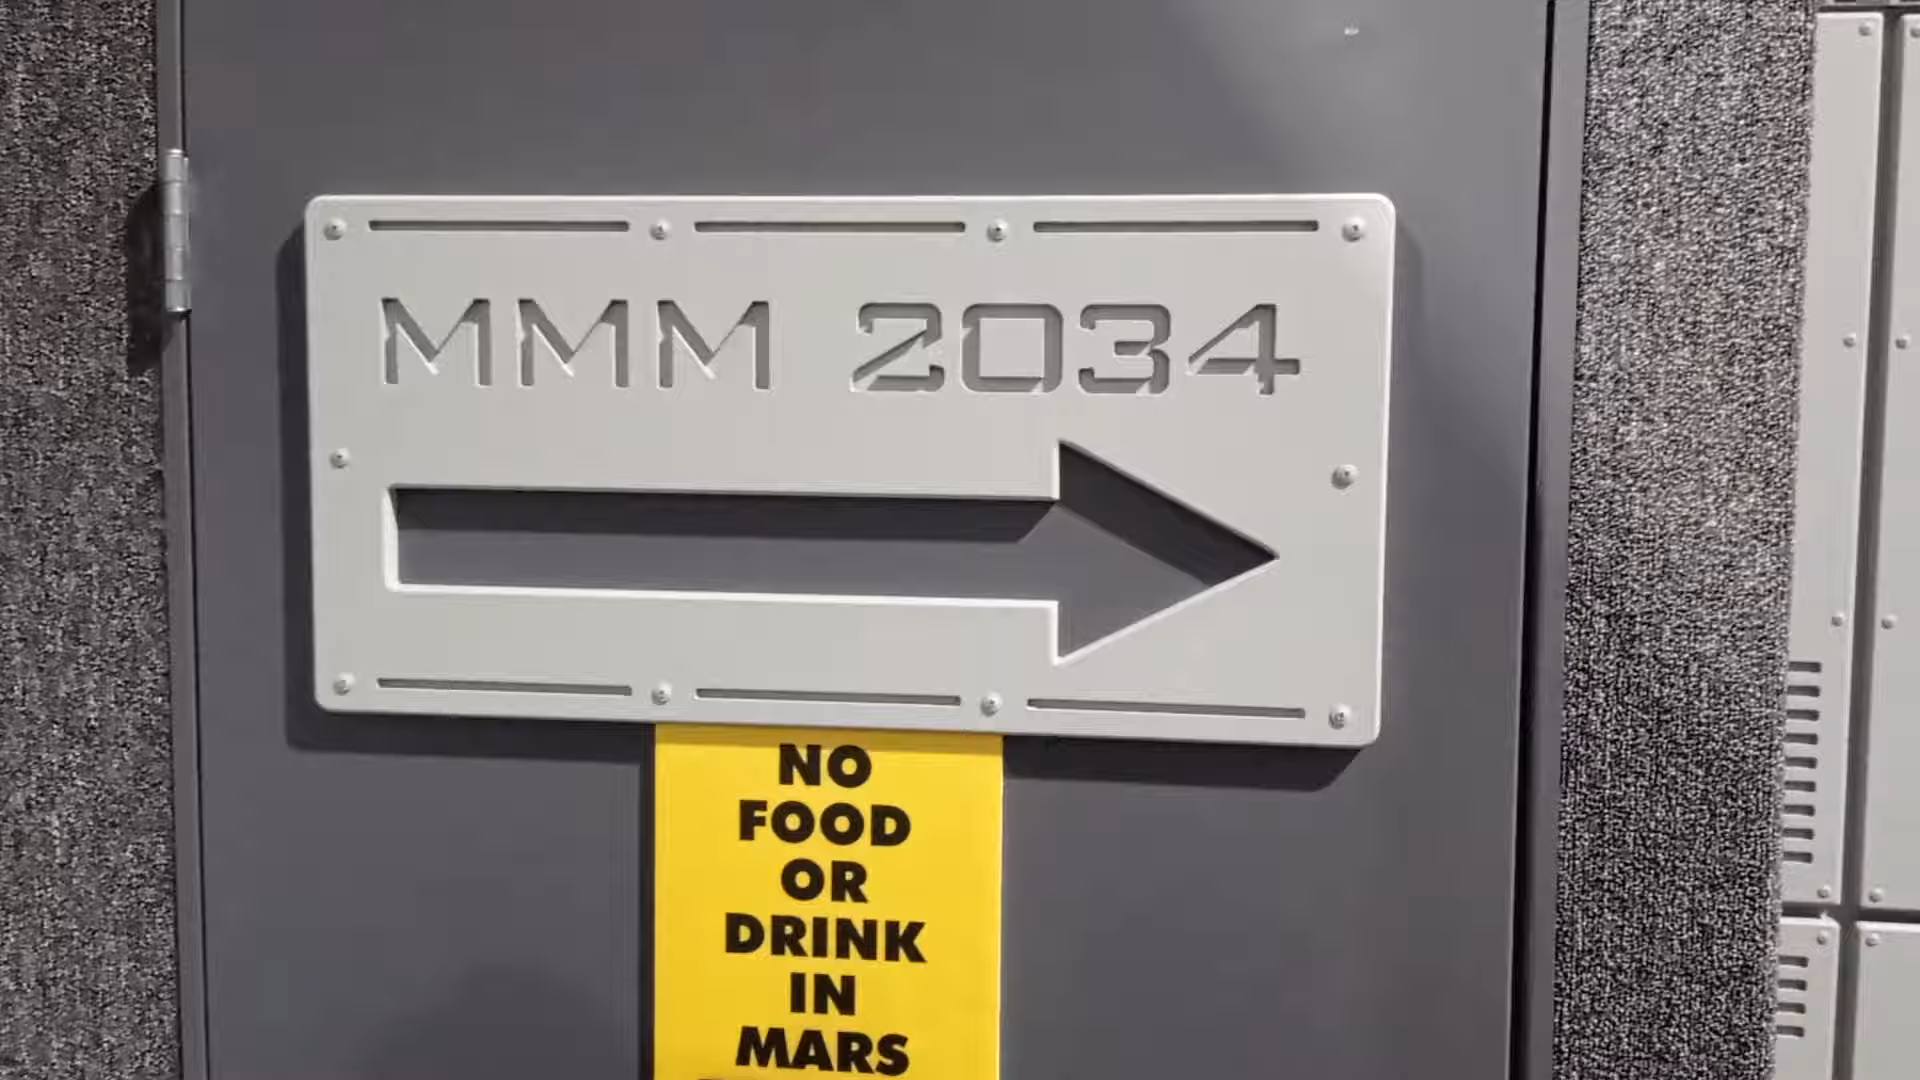 MMM 2034
NO
FOOD
OR
DRINK
IN
MARS